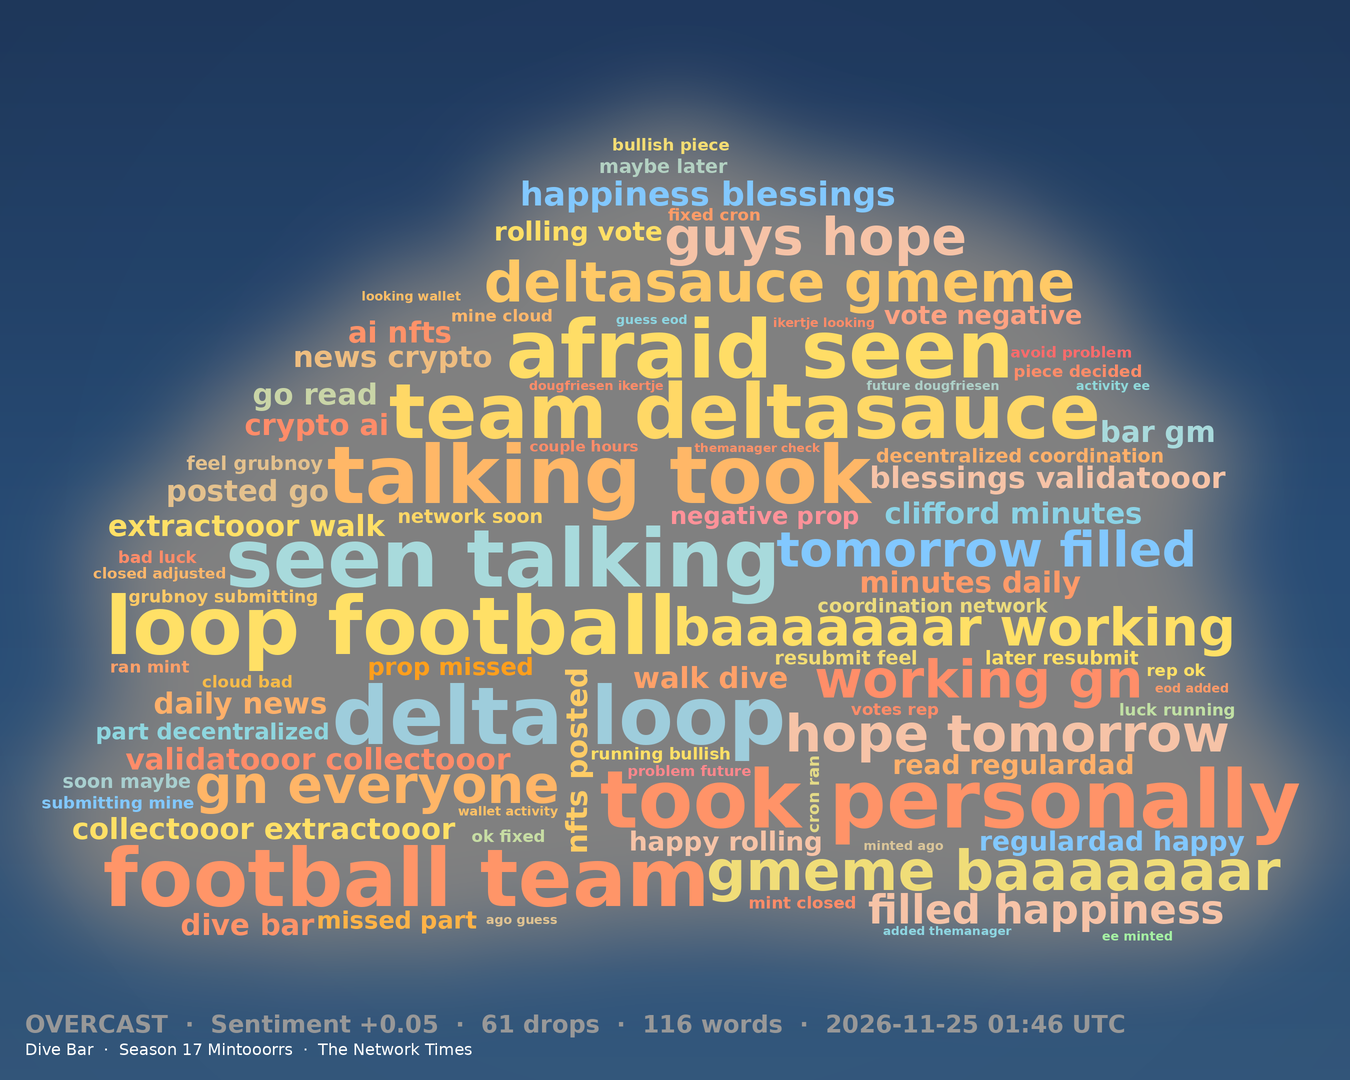 bullish piece
maybe later
happiness blessings
fixed cron
rolling vote
guys hope
deltasauce gmeme
looking wallet
mine cloud
guess eod
ikertje looking
vote negative
ai nfts
afraid seen
news crypto
avoid problem
piece decided
go read
dougfriesen ikertje
future dougfriesen
activity ee
team deltasauce
crypto ai
bar gm
couple hours
themanager check
decentralized coordination
feel grubnoy
talking took
blessings validatooor
posted go
extractooor walk
network soon
negative prop
clifford minutes
bad luck
seen talking
tomorrow filled
closed adjusted
minutes daily
grubnoy submitting
coordination network
loop football
baaaaaaar working
ran mint
prop missed
resubmit feel
later resubmit
rep ok
cloud bad
walk dive
working gn
eod added
daily news
nfts posted
votes rep
luck running
part decentralized
delta loop
hope tomorrow
validatooor collectooor
running bullish
soon maybe
gn everyone
problem future
cron ran
read regulardad
submitting mine
wallet activity
took personally
collectooor extractooor
ok fixed
happy rolling
minted ago
regulardad happy
football team
gmeme baaaaaaar
mint closed
filled happiness
dive bar
missed part
ago guess
added themanager
ee minted
OVERCAST · Sentiment +0.05 · 61 drops · 116 words · 2026-11-25 01:46 UTC
Dive Bar · Season 17 Mintooorrs · The Network Times